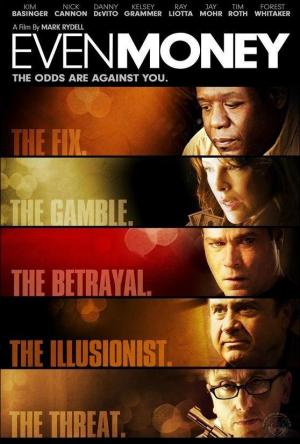 KIM BASINGER NICK CANNON DANNY DeVITO KELSEY GRAMMER RAY LIOTTA JAY MOHR TIM ROTH FOREST WHITAKER
A Film By MARK RYDELL
EVENMONEY
THE ODDS ARE AGAINST YOU.
THE FIX.
THE GAMBLE.
THE BETRAYAL.
THE ILLUSIONIST.
THE THREAT.